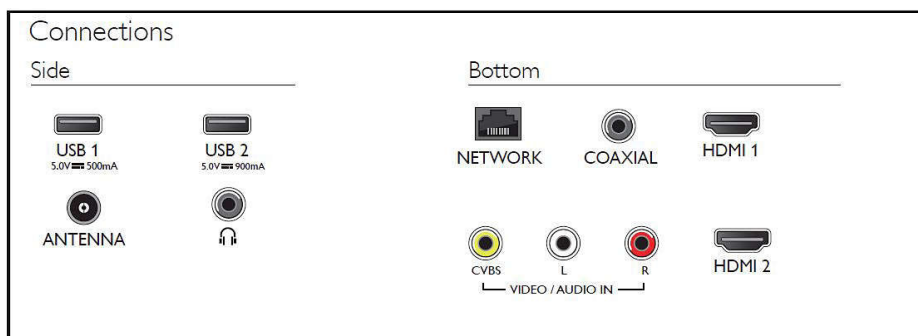 Connections
Side
USB 1
5.0V 500mA
USB 2
5.0V 900mA
ANTENNA
Bottom
NETWORK
COAXIAL
HDMI 1
CVBS
L
R
VIDEO / AUDIO IN
HDMI 2